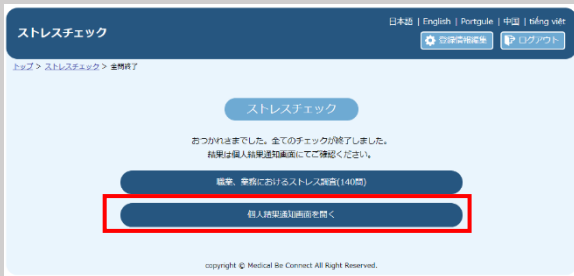 ストレスチェック
日本語 | English | Portgule | 中国 | tiếng việt
登録情報編集
ログアウト
トップ > ストレスチェック > 全問終了
ストレスチェック
おつかれさまでした。全てのチェックが終了しました。
結果は個人結果通知画面にてご確認ください。
職業、業務におけるストレス調査(140問)
個人結果通知画面を開く
copyright © Medical Be Connect All Right Reserved.